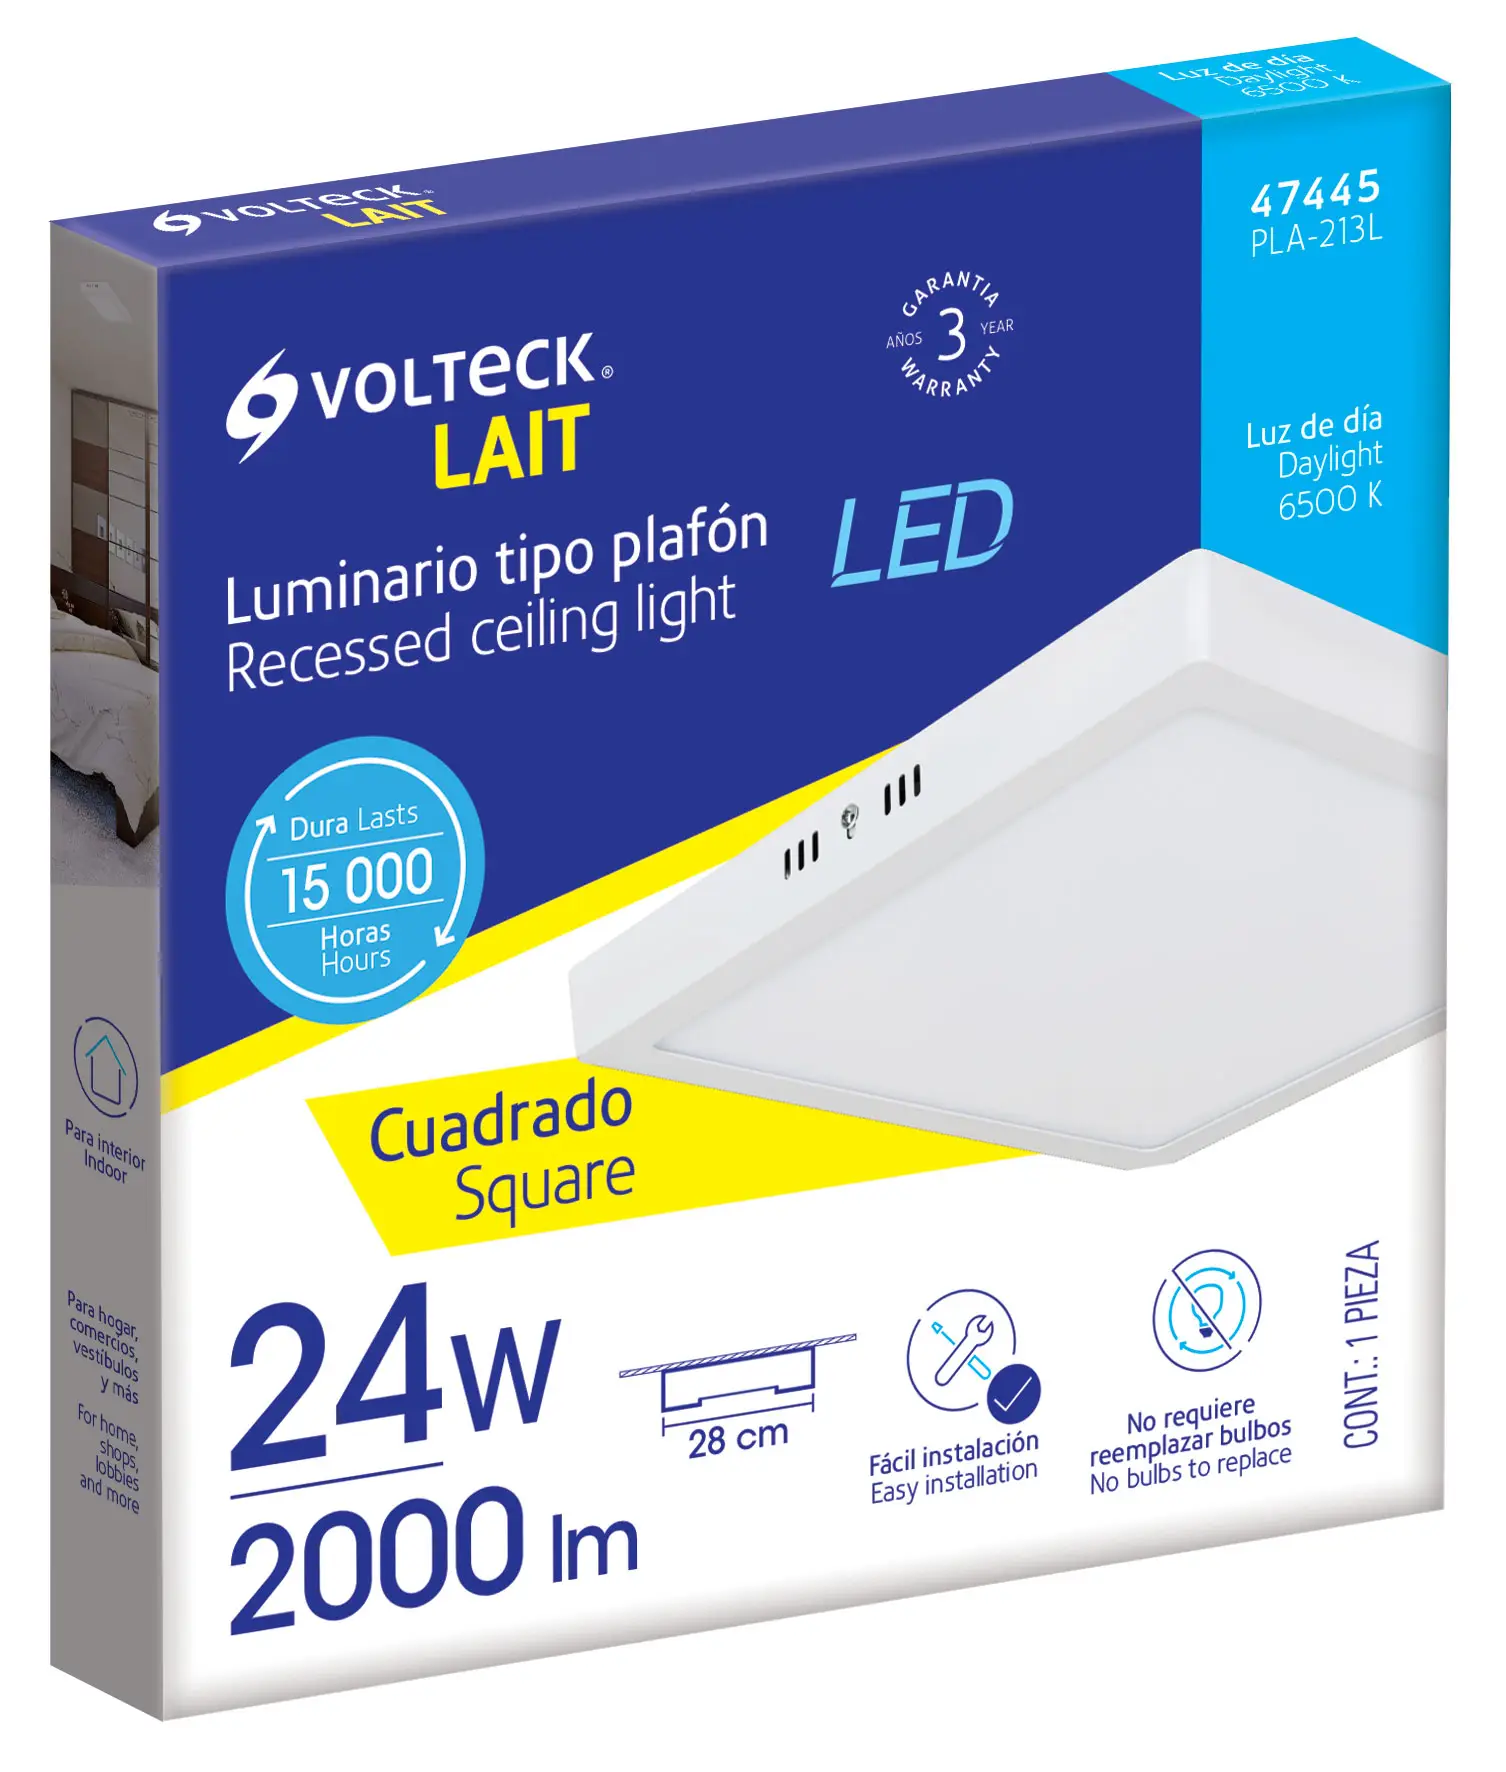 VOLTECK®
LAIT
Luz de día
Daylight
6500 K
47445
PLA-213L
GARANTIA
AÑOS 3 YEAR
WARRANTY
VOLTECK®
LAIT
Luz de día
Daylight
6500 K
LED
Luminario tipo plafón
Recessed ceiling light
Dura Lasts
15 000
Horas
Hours
Cuadrado
Square
24W
2000 lm
28 cm
Fácil instalación
Easy installation
No requiere
reemplazar bulbos
No bulbs to replace
CONT.: 1 PIEZA
Para interior
Indoor
Para hogar,
comercios,
vestíbulos
y más
For home,
shops,
lobbies
and more